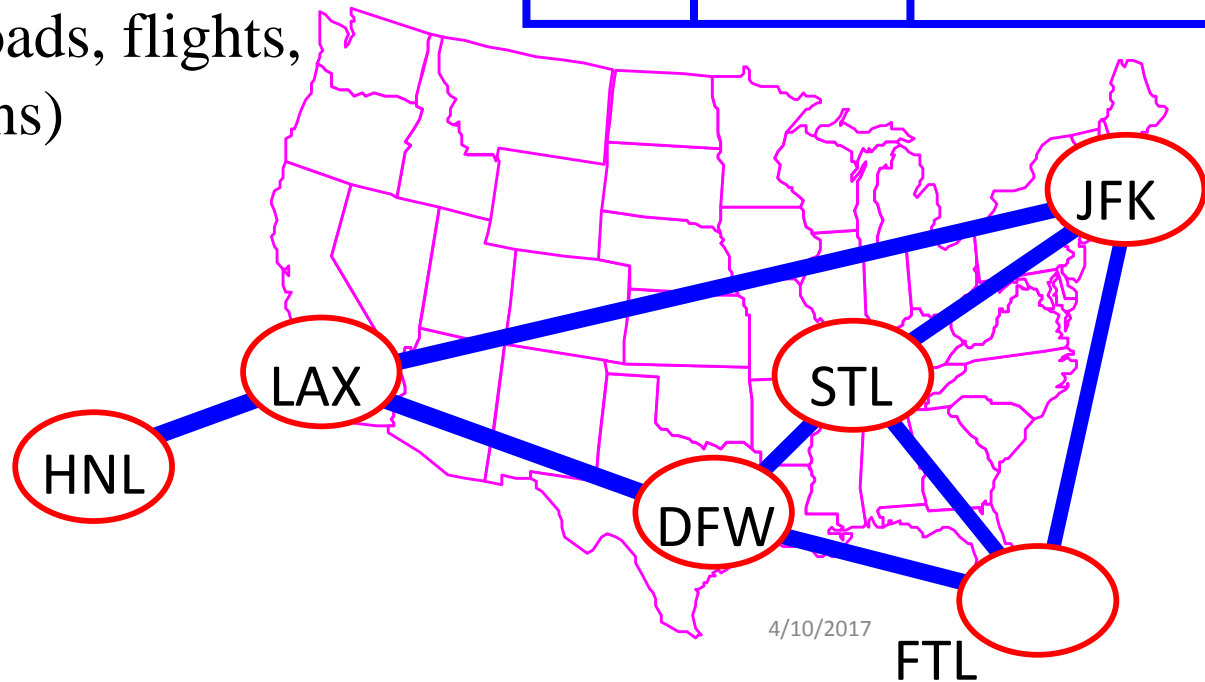 oads, flights,
ns)
JFK
LAX
STL
HNL
DFW
4/10/2017
FTL